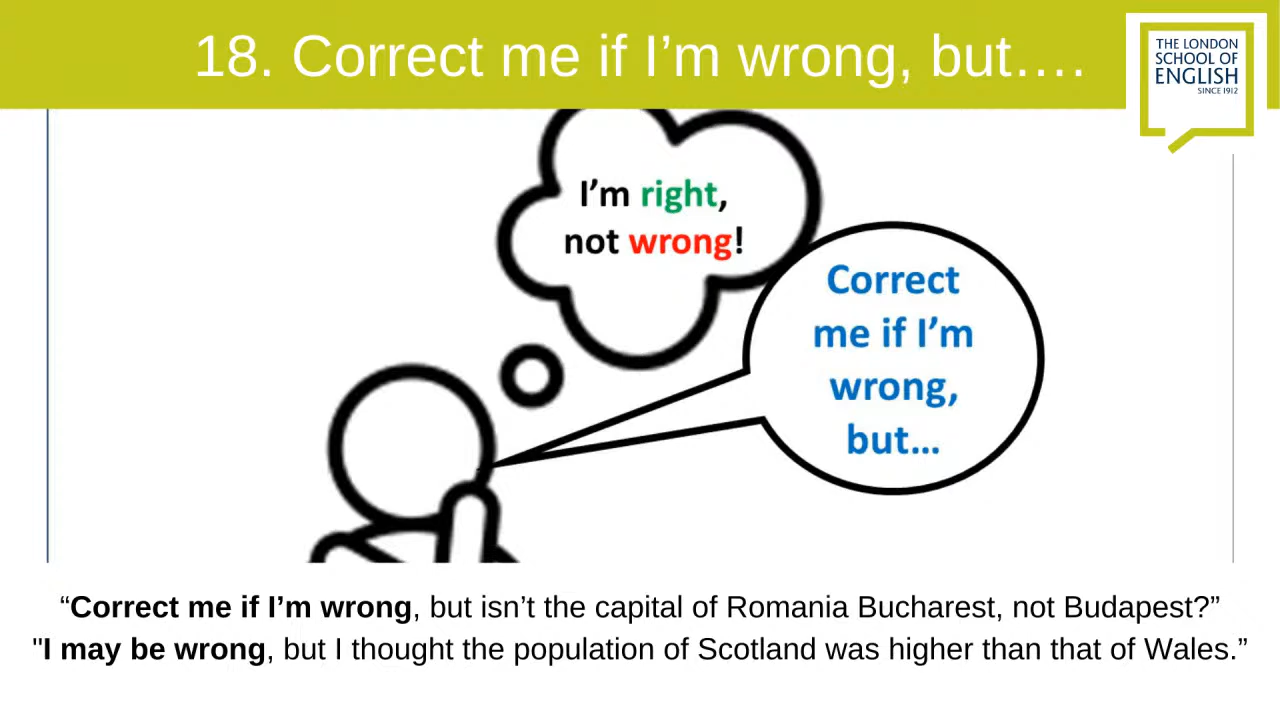 18. Correct me if I’m wrong, but….
THE LONDON
SCHOOL OF
ENGLISH
SINCE 1912
I’m right,
not wrong!
Correct
me if I’m
wrong,
but...
“Correct me if I’m wrong, but isn’t the capital of Romania Bucharest, not Budapest?”
"I may be wrong, but I thought the population of Scotland was higher than that of Wales.”